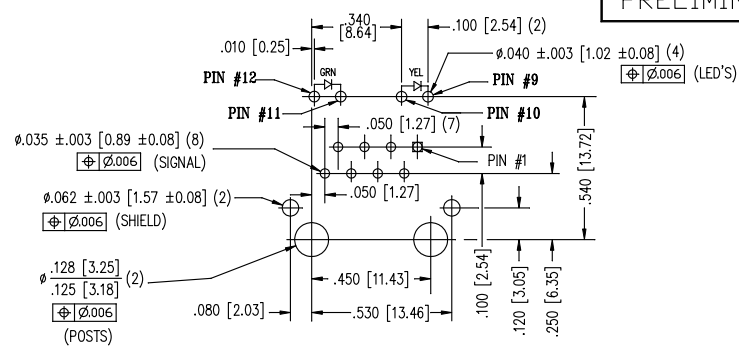 PRELIMIN
.340
[8.64]
.100 [2.54] (2)
.010 [0.25]
ø.040 ±.003 [1.02 ±0.08] (4)
⌖ Ø.006 (LED'S)
GRN
YEL
PIN #12
PIN #9
PIN #11
PIN #10
.050 [1.27] (7)
ø.035 ±.003 [0.89 ±0.08] (8)
⌖ Ø.006 (SIGNAL)
PIN #1
.540 [13.72]
ø.062 ±.003 [1.57 ±0.08] (2)
⌖ Ø.006 (SHIELD)
.050 [1.27]
ø .128 [3.25]
.125 [3.18] (2)
⌖ Ø.006
(POSTS)
.450 [11.43]
.080 [2.03]
.530 [13.46]
.100 [2.54]
.120 [3.05]
.250 [6.35]